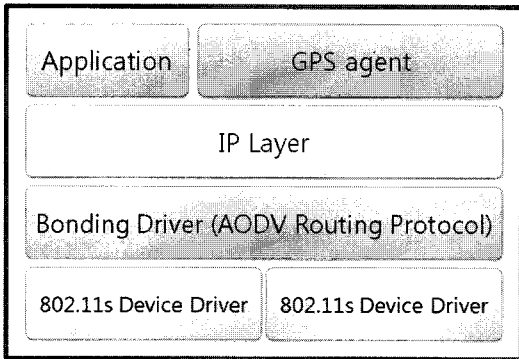 Application GPS agent
IP Layer
Bonding Driver (AODV Routing Protocol)
802.11s Device Driver 802.11s Device Driver